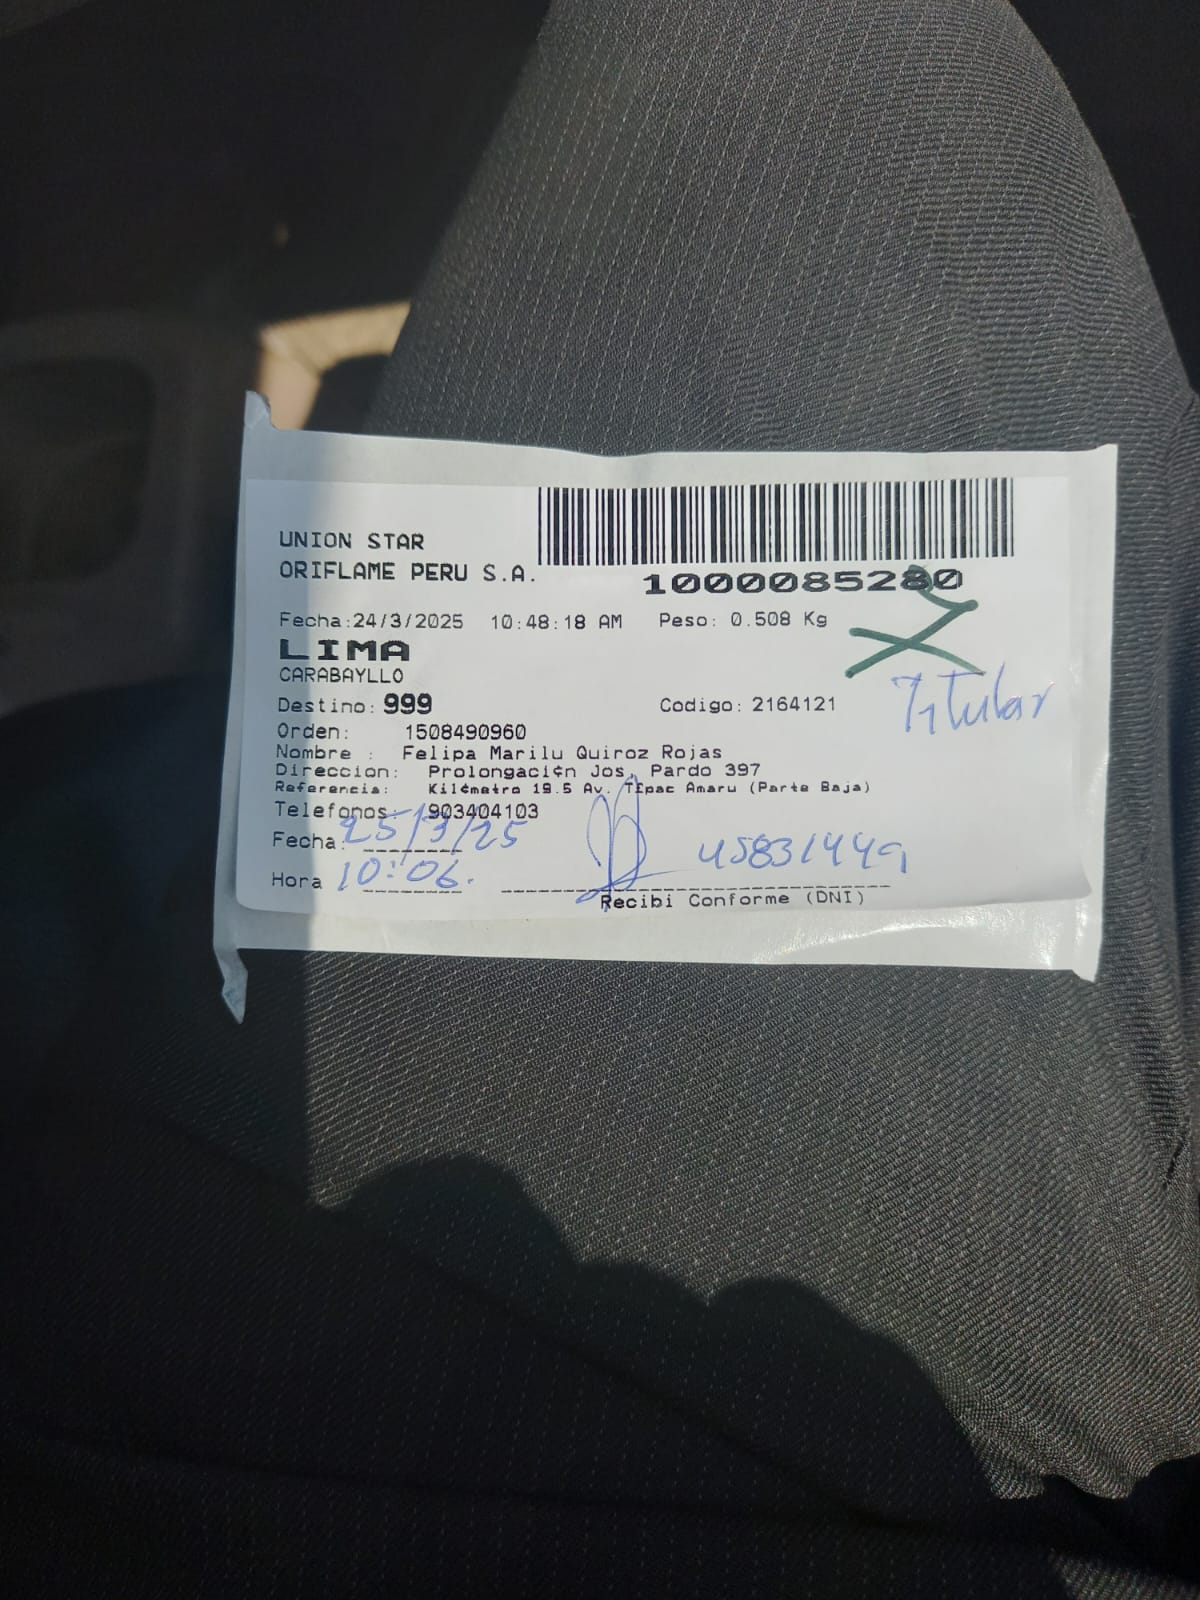 UNION STAR
ORIFLAME PERU S.A.
1000085280
Fecha:24/3/2025 10:48:18 AM Peso: 0.508 Kg
LIMA
CARABAYLLO
Titular
Destino: 999 Codigo: 2164121
Orden: 1508490960
Nombre : Felipa Marilu Quiroz Rojas
Direccion: Prolongaci¢n Jos, Pardo 397
Referencia: Kil¢metro 19.5 Av. T£pac Amaru (Parte Baja)
Telefonos: 903404103
Fecha: 25/3/25
45831449
Hora 10:06.
Recibi Conforme (DNI)